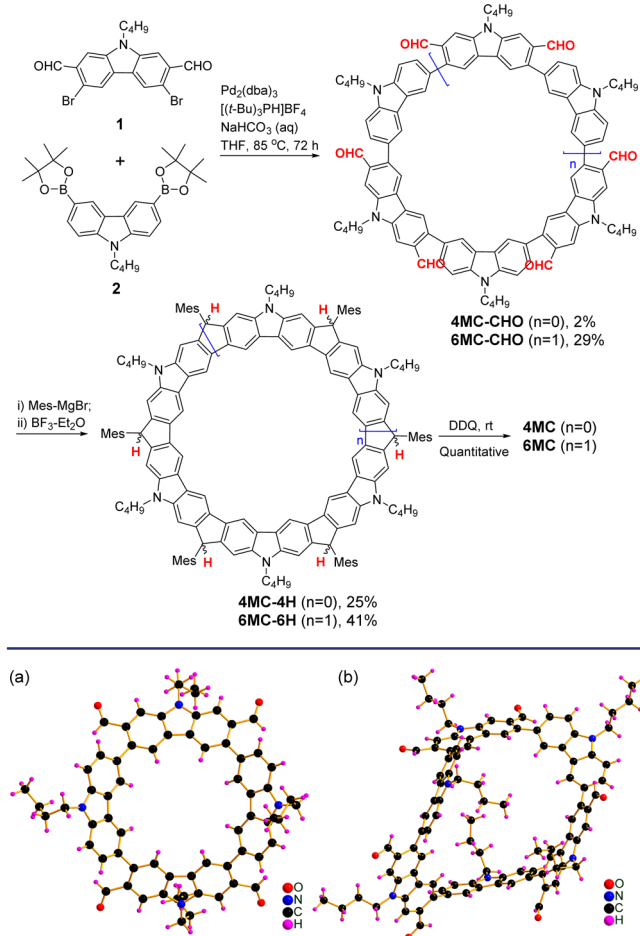 C4H9
N
OHC
CHO
Br
Br
1
+
O
O
B
O
O
B
N
C4H9
2
Pd2(dba)3
[(t-Bu)3PH]BF4
NaHCO3 (aq)
THF, 85 °C, 72 h
C4H9
N
OHC
CHO
C4H9
N
N
C4H9
OHC
CHO
n
N
C4H9
N
C4H9
CHO
OHC
N
C4H9
4MC-CHO (n=0), 2%
6MC-CHO (n=1), 29%
i) Mes-MgBr;
ii) BF3-Et2O
Mes
H
C4H9
N
H
Mes
C4H9
N
N
C4H9
Mes
H
n
Mes
H
N
C4H9
N
C4H9
Mes
H
N
C4H9
H
Mes
4MC-4H (n=0), 25%
6MC-6H (n=1), 41%
DDQ, rt
Quantitative
4MC (n=0)
6MC (n=1)
(a)
(b)
O
N
C
H
O
N
C
H